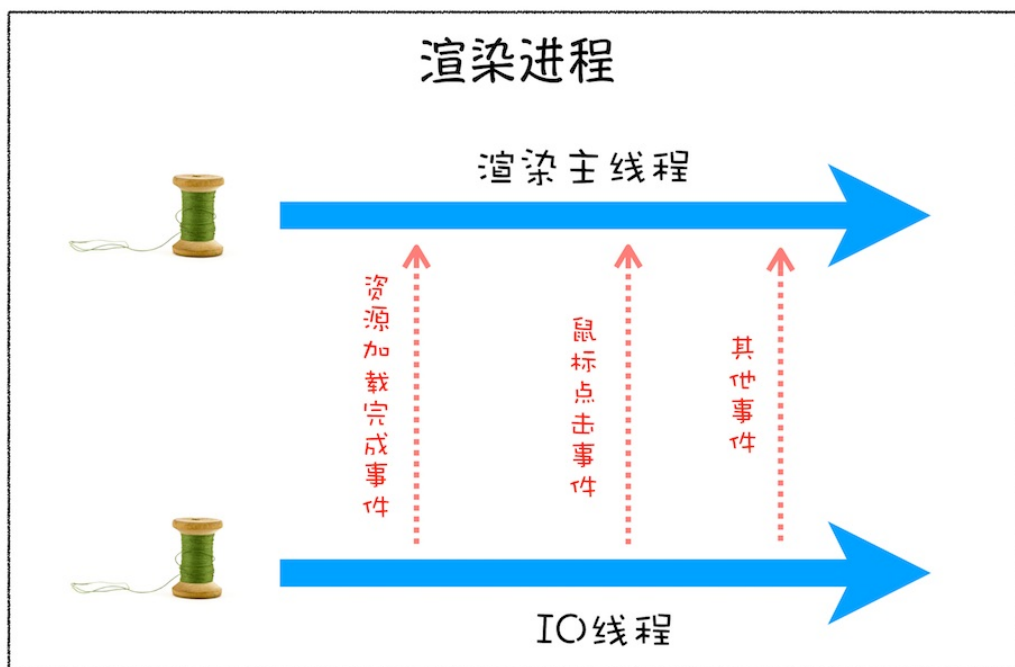 渲染进程
渲染主线程
资源加载完成事件
鼠标点击事件
其他事件
IO线程